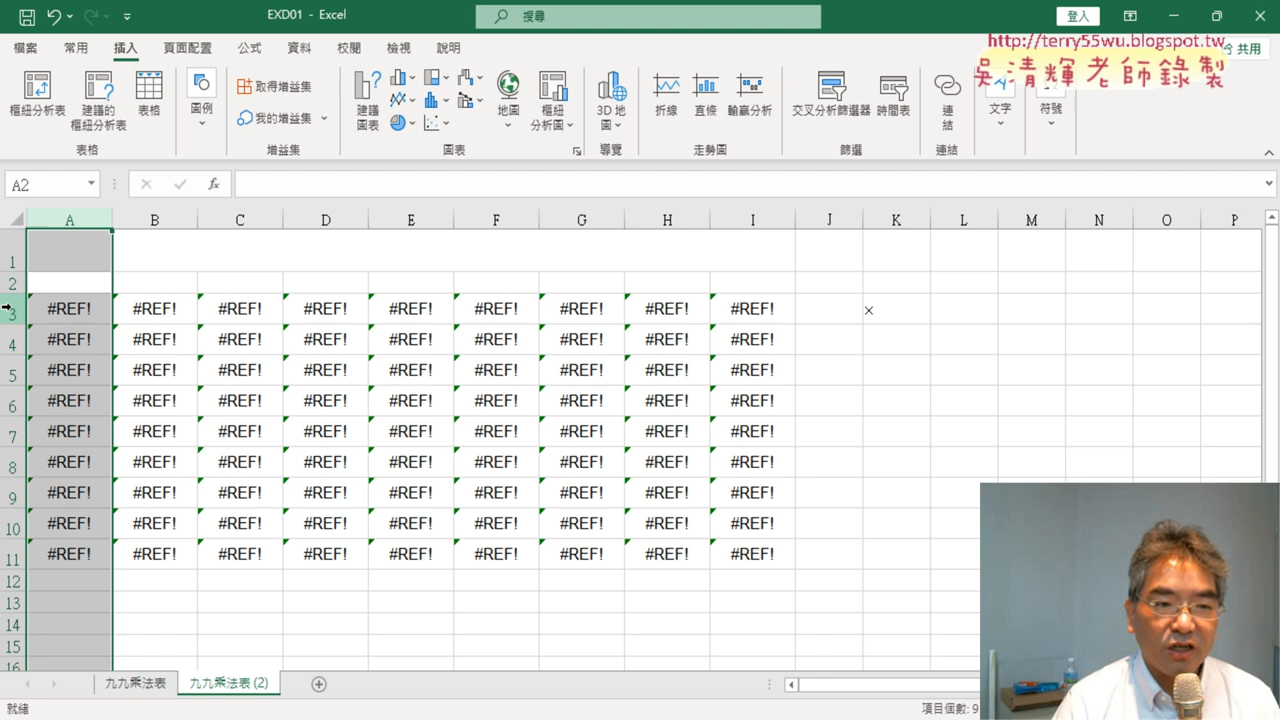 EXD01 - Excel
搜尋
登入
檔案 常用 插入 頁面配置 公式 資料 校閱 檢視 說明
共用
http://terry55wu.blogspot.tw
吳清輝老師錄製
樞紐分析表
建議的
樞紐分析表
表格
圖例
取得增益集
我的增益集
建議
圖表
地圖
樞紐
分析圖
3D 地
圖
折線
直條
輸贏分析
交叉分析篩選器
時間表
連
結
文字
符號
表格
增益集
圖表
導覽
走勢圖
篩選
連結
A2
fx
A B C D E F G H I J K L M N O P
1
2
3 #REF! #REF! #REF! #REF! #REF! #REF! #REF! #REF! #REF! ×
4 #REF! #REF! #REF! #REF! #REF! #REF! #REF! #REF! #REF!
5 #REF! #REF! #REF! #REF! #REF! #REF! #REF! #REF! #REF!
6 #REF! #REF! #REF! #REF! #REF! #REF! #REF! #REF! #REF!
7 #REF! #REF! #REF! #REF! #REF! #REF! #REF! #REF! #REF!
8 #REF! #REF! #REF! #REF! #REF! #REF! #REF! #REF! #REF!
9 #REF! #REF! #REF! #REF! #REF! #REF! #REF! #REF! #REF!
10 #REF! #REF! #REF! #REF! #REF! #REF! #REF! #REF! #REF!
11 #REF! #REF! #REF! #REF! #REF! #REF! #REF! #REF! #REF!
12
13
14
15
16
九九乘法表 九九乘法表 (2)
就緒
項目個數: 9